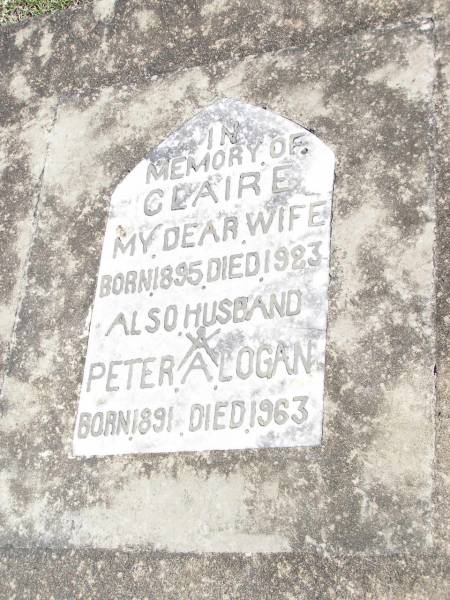 IN
MEMORY. OF
CLAIRE
MY. DEAR. WIFE
BORN.1895. DIED. 1923
ALSO. HUSBAND
PETER. A. LOGAN
BORN.1891. DIED. 1963